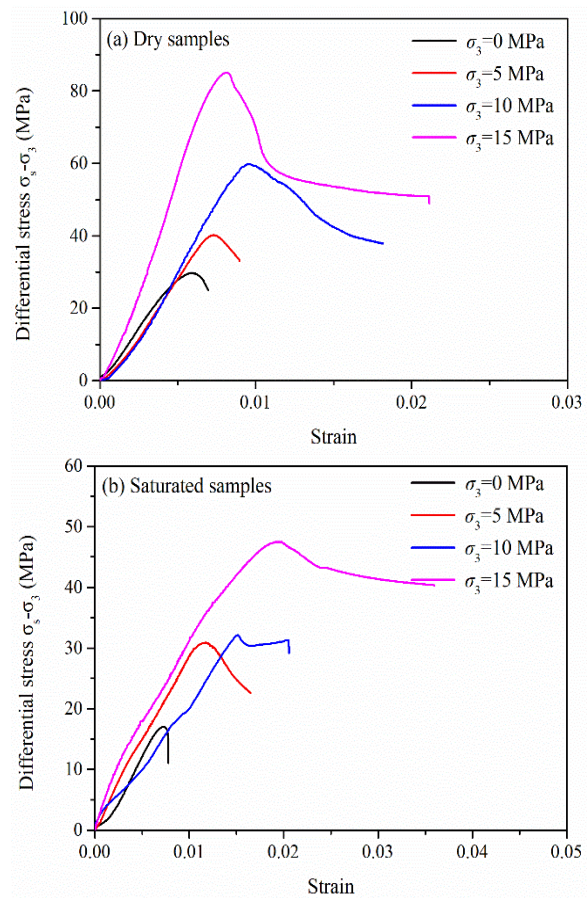 (a) Dry samples
σ₃=0 MPa
σ₃=5 MPa
σ₃=10 MPa
σ₃=15 MPa
Differential stress σₛ-σ₃ (MPa)
100
80
60
40
20
0
0.00 0.01 0.02 0.03
Strain
(b) Saturated samples
σ₃=0 MPa
σ₃=5 MPa
σ₃=10 MPa
σ₃=15 MPa
Differential stress σₛ-σ₃ (MPa)
60
50
40
30
20
10
0
0.00 0.01 0.02 0.03 0.04 0.05
Strain